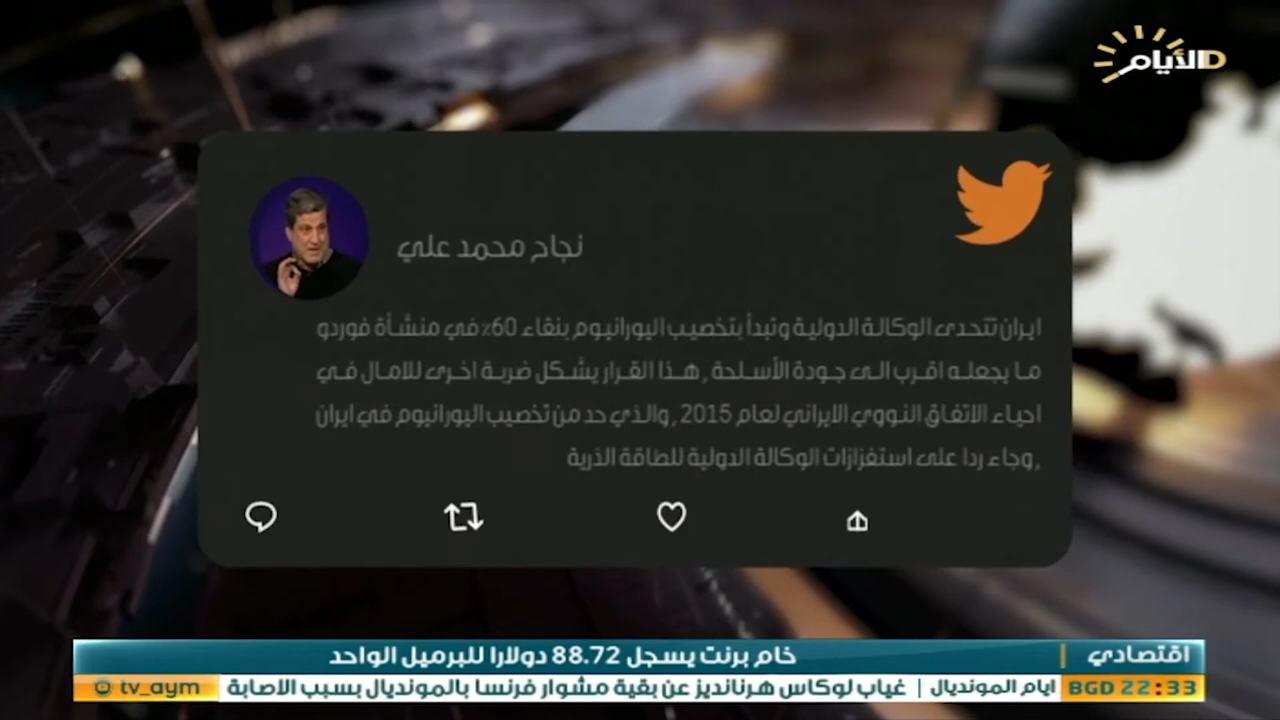 الأيام
نجاح محمد علي
ايران تتحدى الوكالة الدولية وتبدأ بتخصيب اليورانيوم بنقاء 60٪ في منشأة فوردو
ما يجعله اقرب الى جودة الأسلحة , هذا القرار يشكل ضربة اخرى للامال في
احياء الاتفاق النووي الايراني لعام 2015 , والذي حد من تخصيب اليورانيوم في ايران
, وجاء ردا على استفزازات الوكالة الدولية للطاقة الذرية
اقتصادي | خام برنت يسجل 88.72 دولارا للبرميل الواحد
BGD 22:33 ايام المونديال | غياب لوكاس هرنانديز عن بقية مشوار فرنسا بالمونديال بسبب الاصابة tv_aym